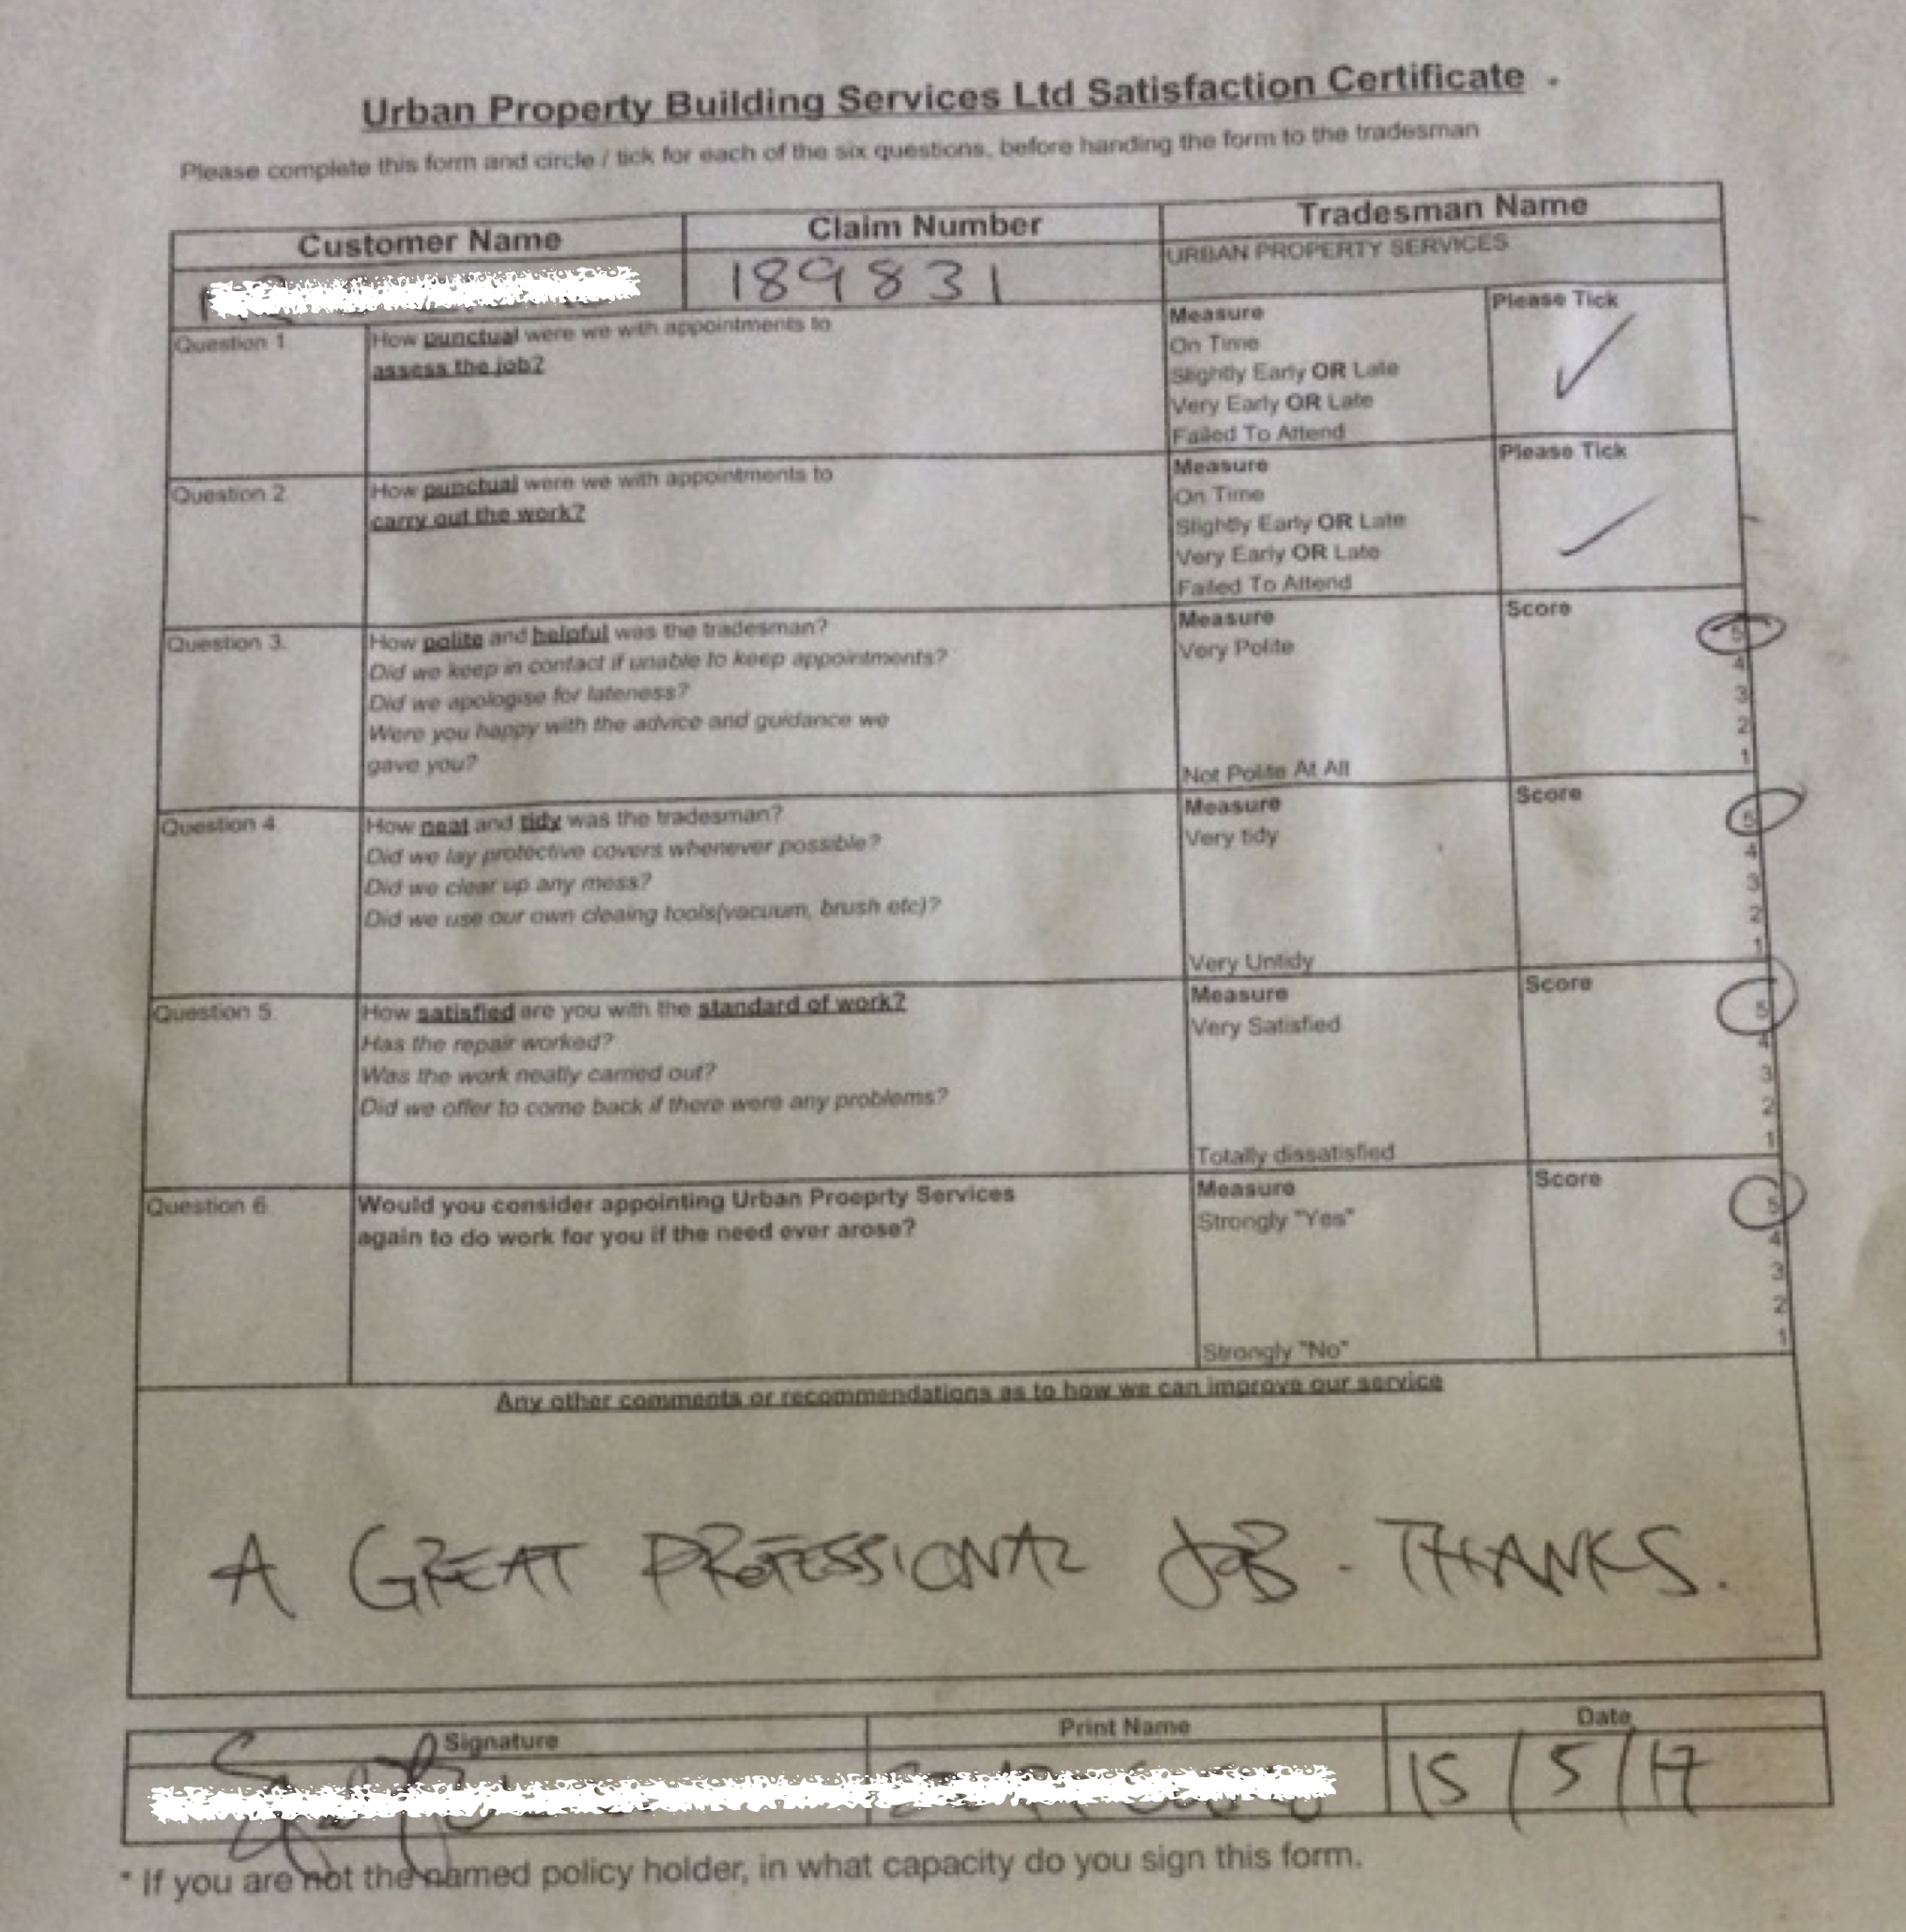 Urban Property Building Services Ltd Satisfaction Certificate
Please complete this form and circle / tick for each of the six questions, before handing the form to the tradesman
Customer Name
Claim Number
Tradesman Name
189831
URBAN PROPERTY SERVICES
Question 1.
How punctual were we with appointments to
assess the job?
Measure
On Time
Slightly Early OR Late
Very Early OR Late
Failed To Attend
Please Tick
✓
Question 2.
How punctual were we with appointments to
carry out the work?
Measure
On Time
Slightly Early OR Late
Very Early OR Late
Failed To Attend
Please Tick
✓
Question 3.
How polite and helpful was the tradesman?
Did we keep in contact if unable to keep appointments?
Did we apologise for lateness?
Were you happy with the advice and guidance we
gave you?
Measure
Very Polite
Not Polite At All
Score
5
4
3
2
1
Question 4.
How neat and tidy was the tradesman?
Did we lay protective covers whenever possible?
Did we clear up any mess?
Did we use our own cleaing tools(vacuum, brush etc)?
Measure
Very tidy
Very Untidy
Score
5
4
3
2
1
Question 5.
How satisfied are you with the standard of work?
Has the repair worked?
Was the work neatly carried out?
Did we offer to come back if there were any problems?
Measure
Very Satisfied
Totally dissatisfied
Score
5
4
3
2
1
Question 6.
Would you consider appointing Urban Proeprty Services
again to do work for you if the need ever arose?
Measure
Strongly "Yes"
Strongly "No"
Score
5
4
3
2
1
Any other comments or recommendations as to how we can improve our service
A GREAT PROFESSIONAL JOB - THANKS.
Signature
Print Name
Date
15/5/17
* If you are not the named policy holder, in what capacity do you sign this form.